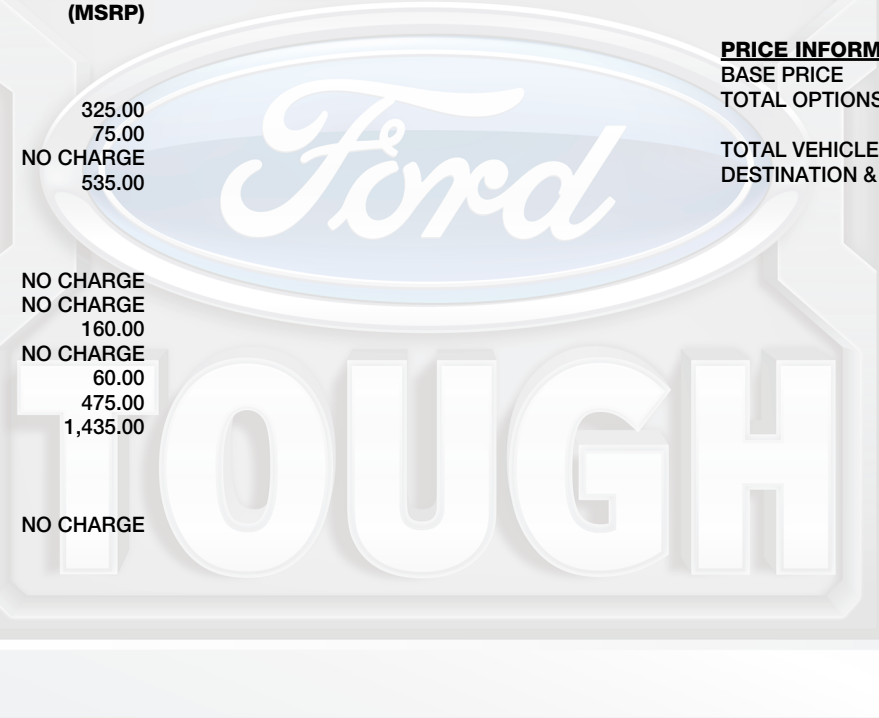 (MSRP)
325.00
75.00
NO CHARGE
535.00
NO CHARGE
NO CHARGE
160.00
NO CHARGE
60.00
475.00
1,435.00
NO CHARGE
PRICE INFORM
BASE PRICE
TOTAL OPTIONS
TOTAL VEHICLE
DESTINATION &
Ford
TOUGH